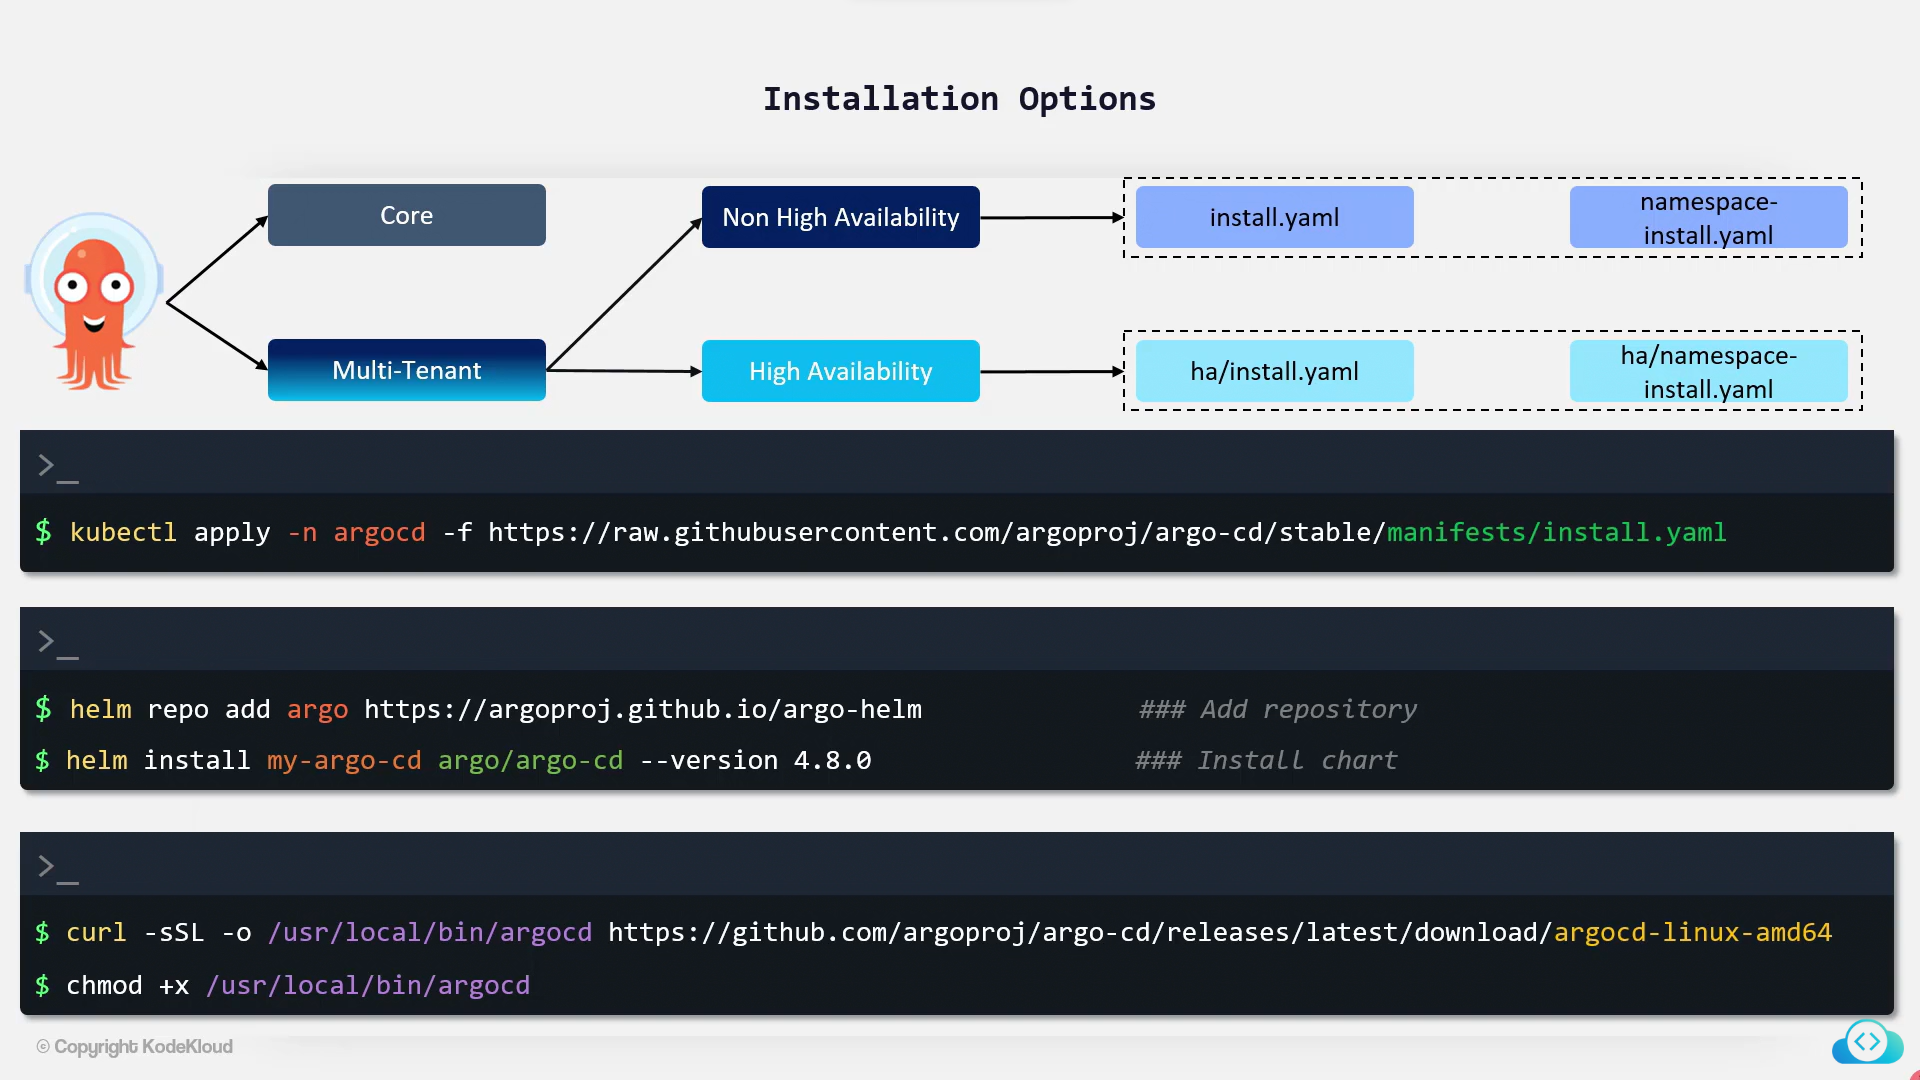 Installation Options
Core
Non High Availability
install.yaml
namespace-
install.yaml
Multi-Tenant
High Availability
ha/install.yaml
ha/namespace-
install.yaml
>_
$ kubectl apply -n argocd -f https://raw.githubusercontent.com/argoproj/argo-cd/stable/manifests/install.yaml
>_
$ helm repo add argo https://argoproj.github.io/argo-helm ### Add repository
$ helm install my-argo-cd argo/argo-cd --version 4.8.0 ### Install chart
>_
$ curl -sSL -o /usr/local/bin/argocd https://github.com/argoproj/argo-cd/releases/latest/download/argocd-linux-amd64
$ chmod +x /usr/local/bin/argocd
© Copyright KodeKloud